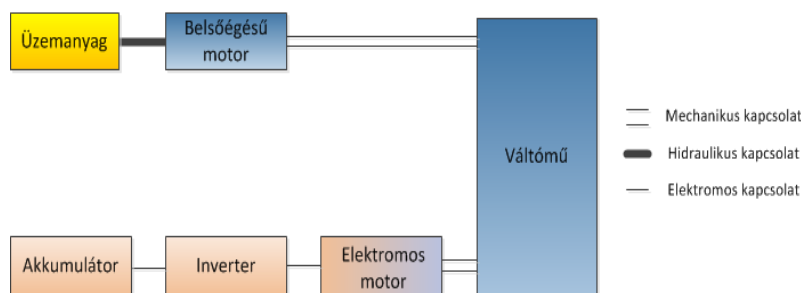 Üzemanyag
Belsőégésű
motor
Váltómű
Mechanikus kapcsolat
Hidraulikus kapcsolat
Elektromos kapcsolat
Akkumulátor
Inverter
Elektromos
motor